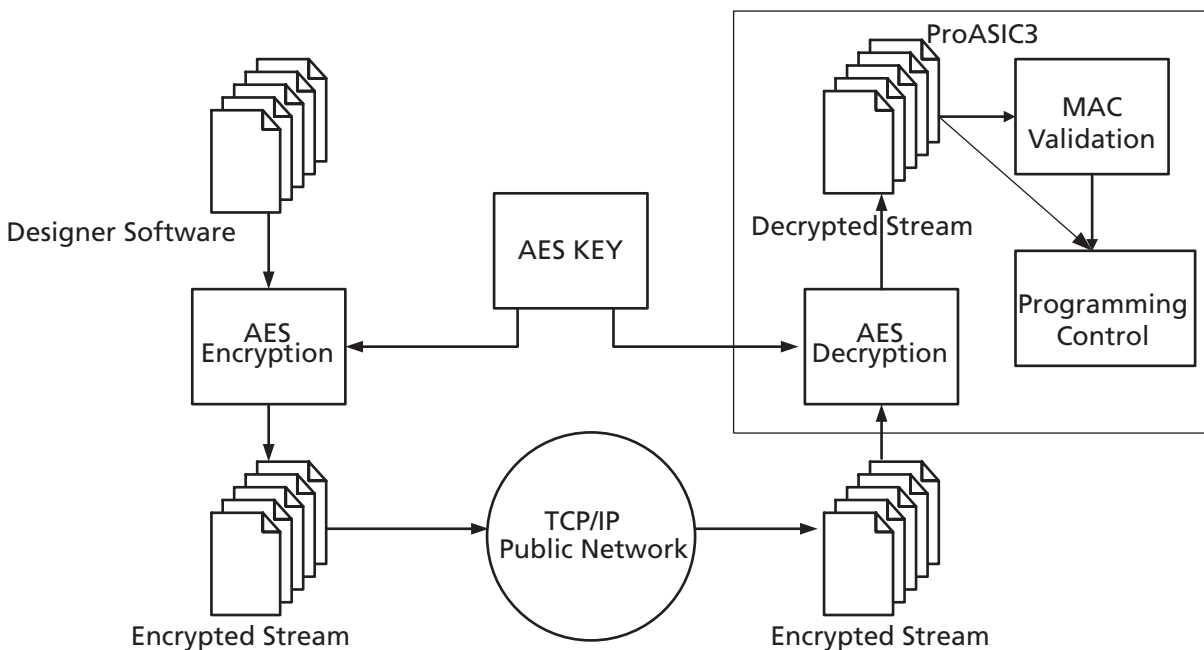 ProASIC3
MAC
Validation
Designer Software
AES KEY
Decrypted Stream
AES
Encryption
AES
Decryption
Programming
Control
TCP/IP
Public Network
Encrypted Stream
Encrypted Stream